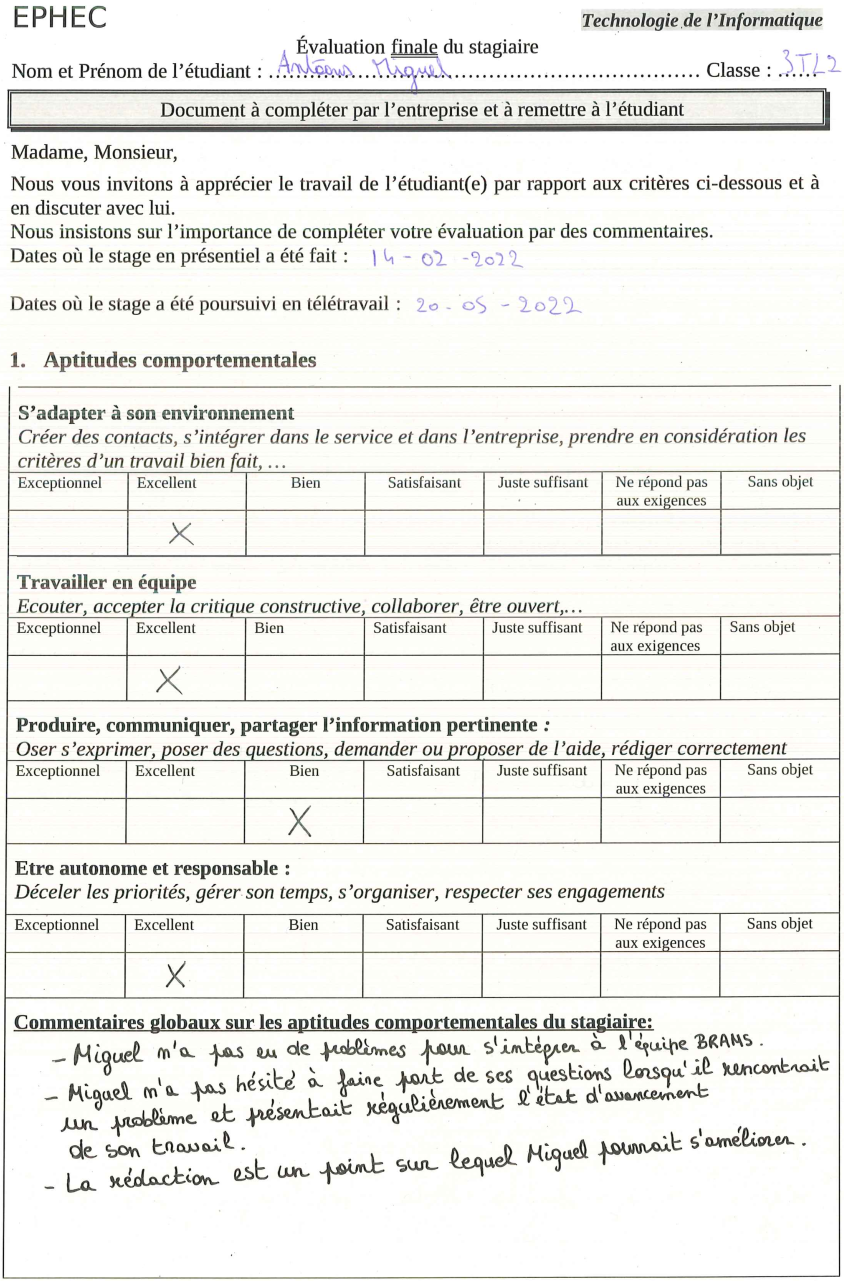 EPHEC
Technologie de l'Informatique
Évaluation finale du stagiaire
Nom et Prénom de l'étudiant : Antoons Miguel Classe : 3TL2
Document à compléter par l'entreprise et à remettre à l'étudiant
Madame, Monsieur,
Nous vous invitons à apprécier le travail de l'étudiant(e) par rapport aux critères ci-dessous et à
en discuter avec lui.
Nous insistons sur l'importance de compléter votre évaluation par des commentaires.
Dates où le stage en présentiel a été fait : 14 - 02 - 2022
Dates où le stage a été poursuivi en télétravail : 20 - 05 - 2022
1. Aptitudes comportementales
S'adapter à son environnement
Créer des contacts, s'intégrer dans le service et dans l'entreprise, prendre en considération les
critères d'un travail bien fait, …
Exceptionnel Excellent Bien Satisfaisant Juste suffisant Ne répond pas Sans objet
aux exigences
X
Travailler en équipe
Ecouter, accepter la critique constructive, collaborer, être ouvert,…
Exceptionnel Excellent Bien Satisfaisant Juste suffisant Ne répond pas Sans objet
aux exigences
X
Produire, communiquer, partager l'information pertinente :
Oser s'exprimer, poser des questions, demander ou proposer de l'aide, rédiger correctement
Exceptionnel Excellent Bien Satisfaisant Juste suffisant Ne répond pas Sans objet
aux exigences
X
Etre autonome et responsable :
Déceler les priorités, gérer son temps, s'organiser, respecter ses engagements
Exceptionnel Excellent Bien Satisfaisant Juste suffisant Ne répond pas Sans objet
aux exigences
X
Commentaires globaux sur les aptitudes comportementales du stagiaire:
- Miguel n'a pas eu de problèmes pour s'intégrer à l'équipe BRAMS.
- Miguel n'a pas hésité à faire part de ses questions lorsqu'il rencontrait
un problème et présentait régulièrement l'état d'avancement
de son travail.
- La rédaction est un point sur lequel Miguel pourrait s'améliorer.